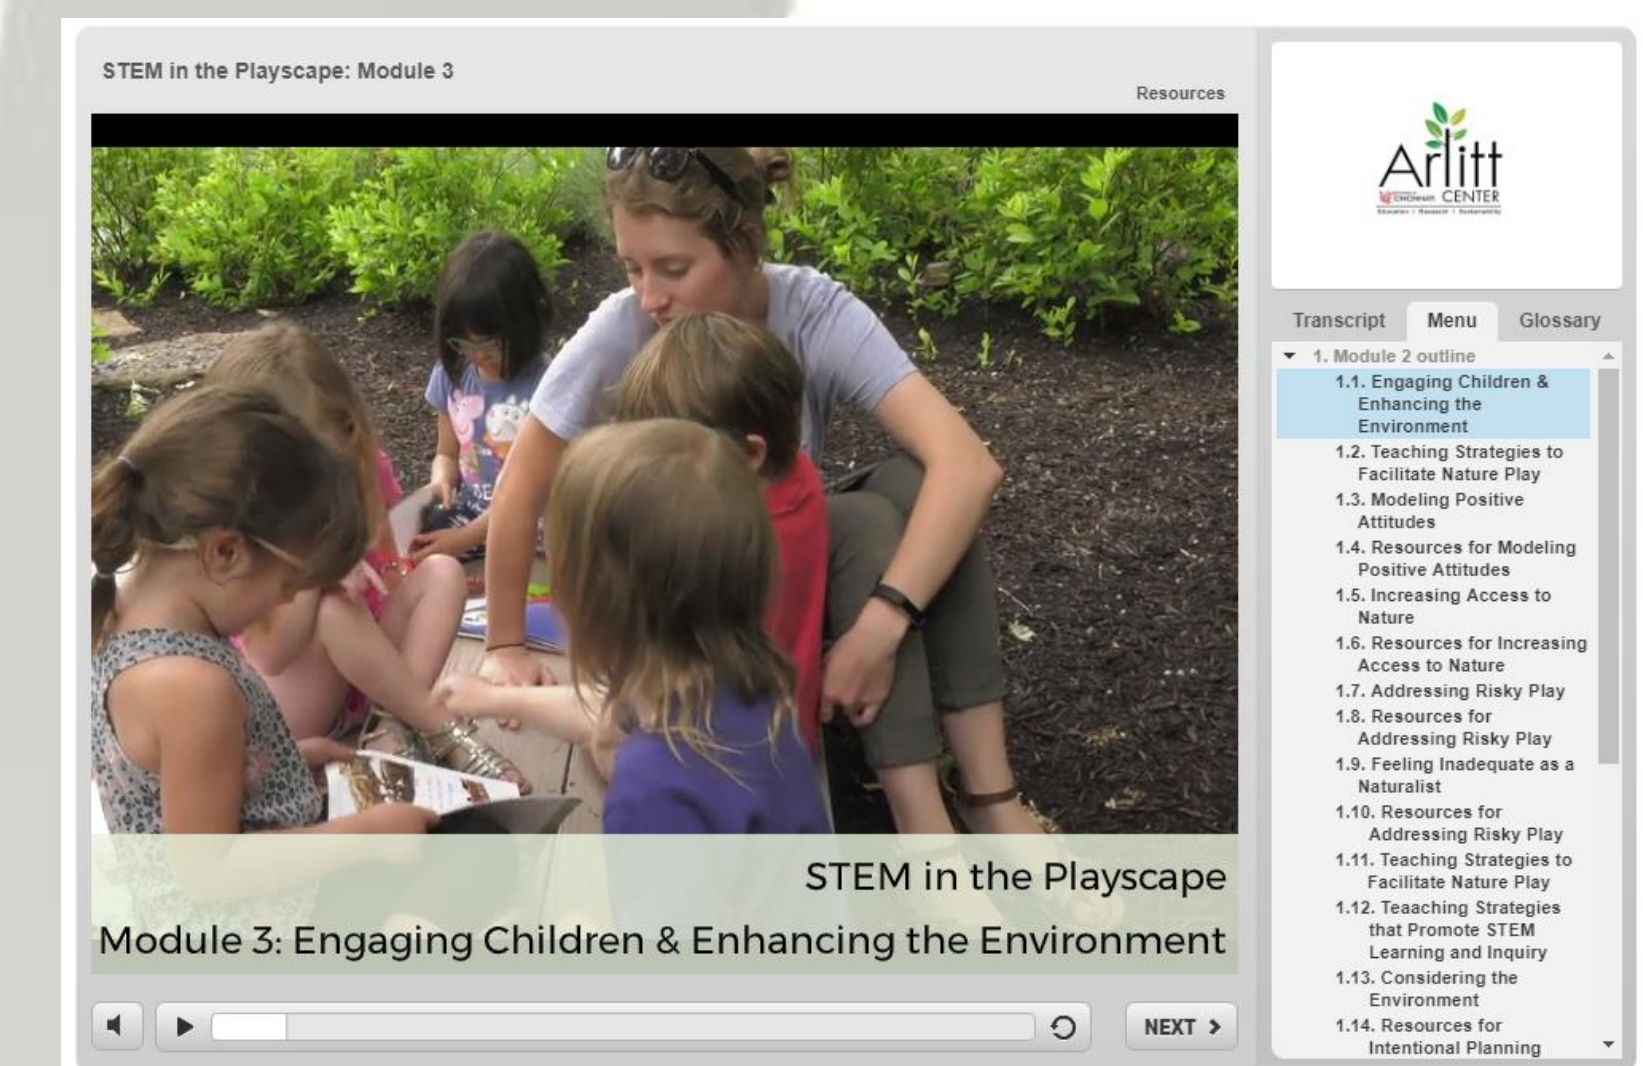 STEM in the Playscape: Module 3
Resources
STEM in the Playscape
Module 3: Engaging Children & Enhancing the Environment
NEXT >
Arlitt
CINCINNATI CENTER
Education | Research | Sustainability
Transcript Menu Glossary
1. Module 2 outline
1.1. Engaging Children &
Enhancing the
Environment
1.2. Teaching Strategies to
Facilitate Nature Play
1.3. Modeling Positive
Attitudes
1.4. Resources for Modeling
Positive Attitudes
1.5. Increasing Access to
Nature
1.6. Resources for Increasing
Access to Nature
1.7. Addressing Risky Play
1.8. Resources for
Addressing Risky Play
1.9. Feeling Inadequate as a
Naturalist
1.10. Resources for
Addressing Risky Play
1.11. Teaching Strategies to
Facilitate Nature Play
1.12. Teaaching Strategies
that Promote STEM
Learning and Inquiry
1.13. Considering the
Environment
1.14. Resources for
Intentional Planning